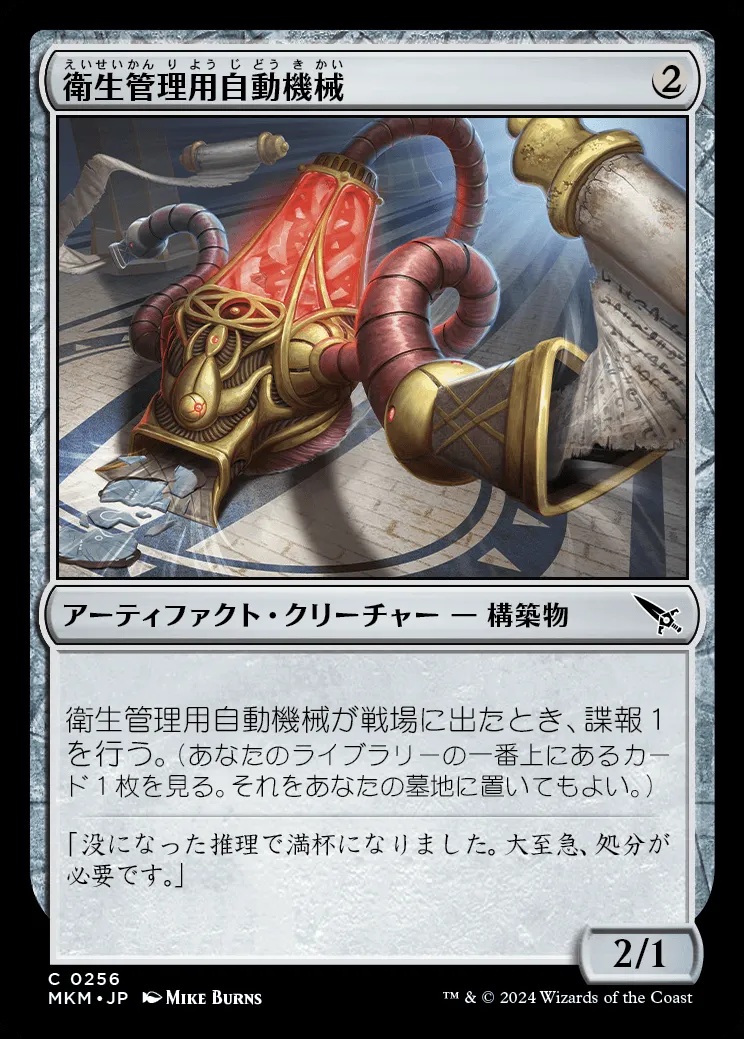 えいせいかんりようじどうきかい
衛生管理用自動機械 2
アーティファクト・クリーチャー — 構築物
衛生管理用自動機械が戦場に出たとき、諜報１
を行う。（あなたのライブラリーの一番上にあるカー
ド１枚を見る。それをあなたの墓地に置いてもよい。）
「没になった推理で満杯になりました。大至急、処分が
必要です。」
2/1
C 0256
MKM•JP Mike Burns
™ & © 2024 Wizards of the Coast